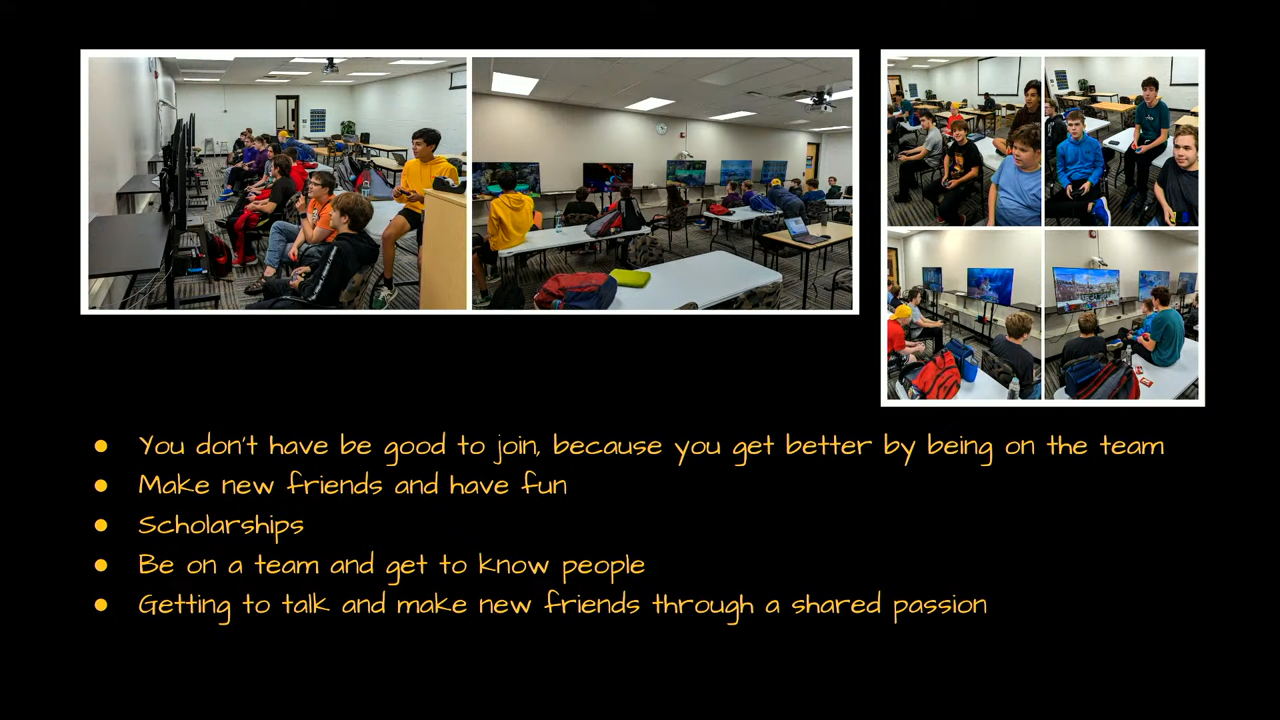 ● You don't have be good to join, because you get better by being on the team
● Make new friends and have fun
● Scholarships
● Be on a team and get to know people
● Getting to talk and make new friends through a shared passion